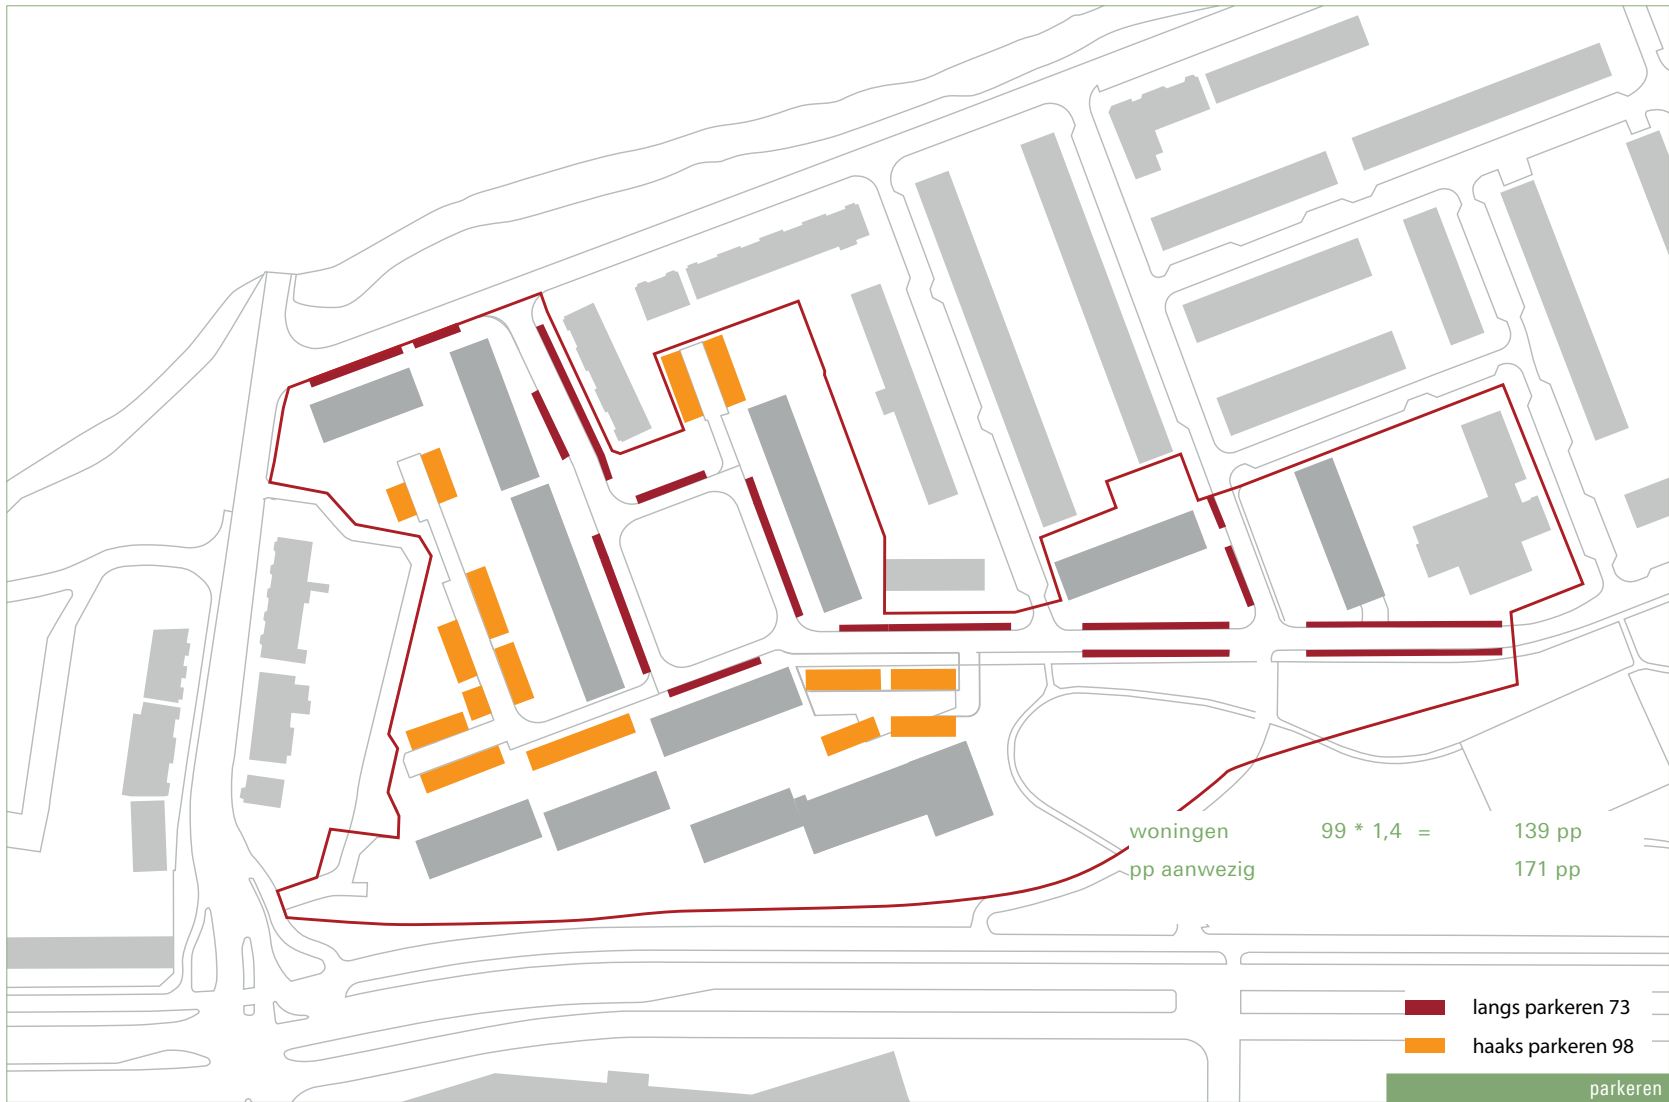 woningen 99 * 1,4 = 139 pp
pp aanwezig 171 pp
langs parkeren 73
haaks parkeren 98
parkeren